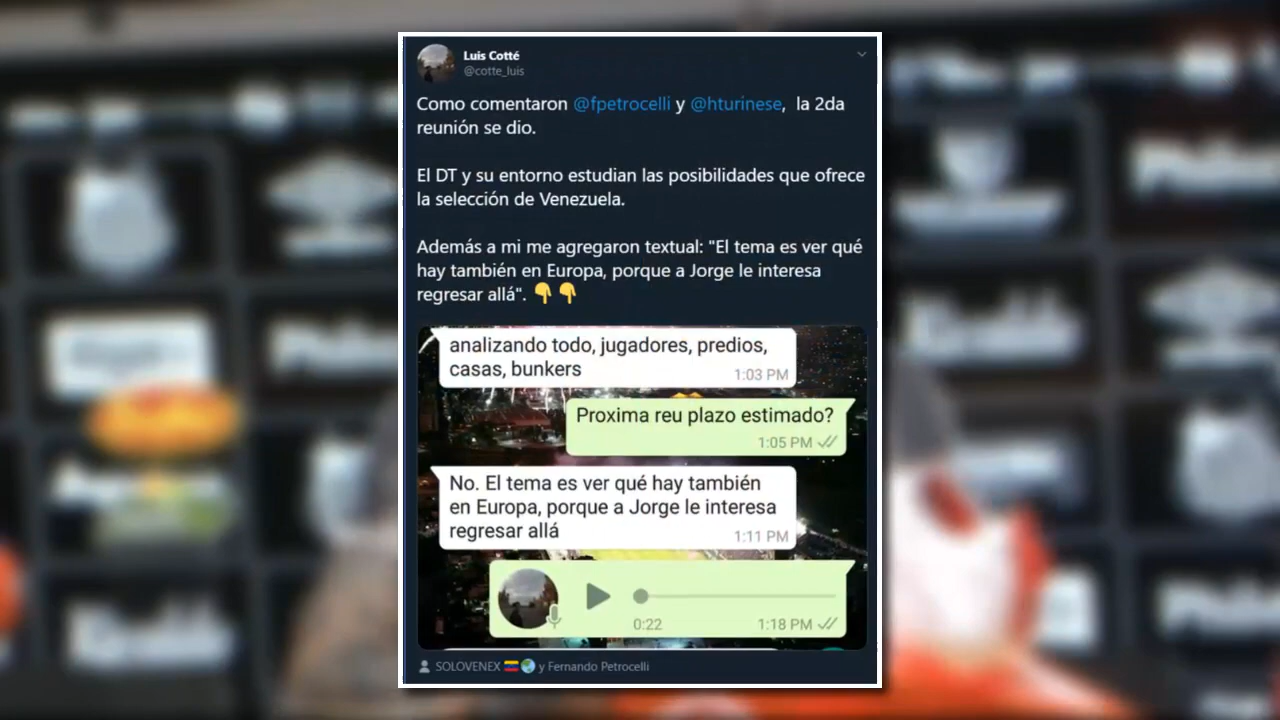 Luis Cotté
@cotte_luis
Como comentaron @fpetrocelli y @hturinese, la 2da
reunión se dio.
El DT y su entorno estudian las posibilidades que ofrece
la selección de Venezuela.
Además a mi me agregaron textual: "El tema es ver qué
hay también en Europa, porque a Jorge le interesa
regresar allá". 👇👇
analizando todo, jugadores, predios,
casas, bunkers
1:03 PM
Proxima reu plazo estimado?
1:05 PM
No. El tema es ver qué hay también
en Europa, porque a Jorge le interesa
regresar allá
1:11 PM
0:22
1:18 PM
SOLOVENEX 🇻🇪🌏 y Fernando Petrocelli